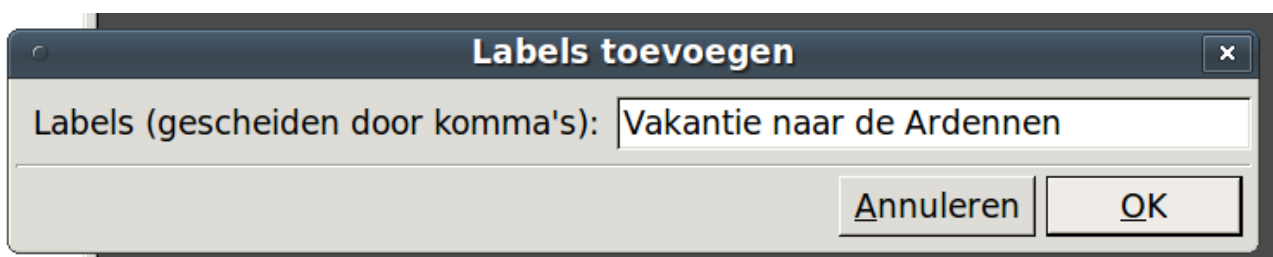 Labels toevoegen
Labels (gescheiden door komma's): Vakantie naar de Ardennen
Annuleren OK